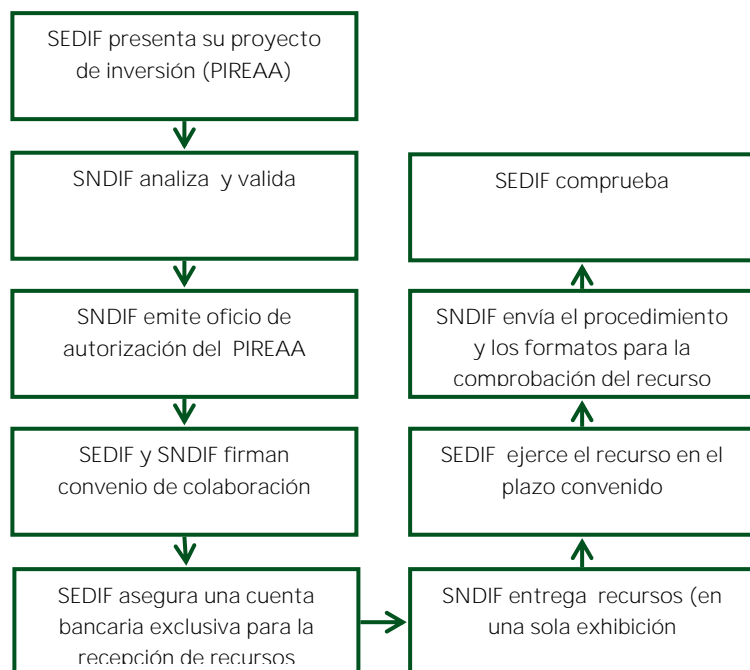 SEDIF presenta su proyecto
de inversión (PIREAA)
SNDIF analiza y valida
SNDIF emite oficio de
autorización del PIREAA
SEDIF y SNDIF firman
convenio de colaboración
SEDIF asegura una cuenta
bancaria exclusiva para la
recepción de recursos
SNDIF entrega recursos (en
una sola exhibición
SEDIF ejerce el recurso en el
plazo convenido
SNDIF envía el procedimiento
y los formatos para la
comprobación del recurso
SEDIF comprueba